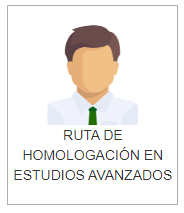 RUTA DE
HOMOLOGACIÓN EN
ESTUDIOS AVANZADOS